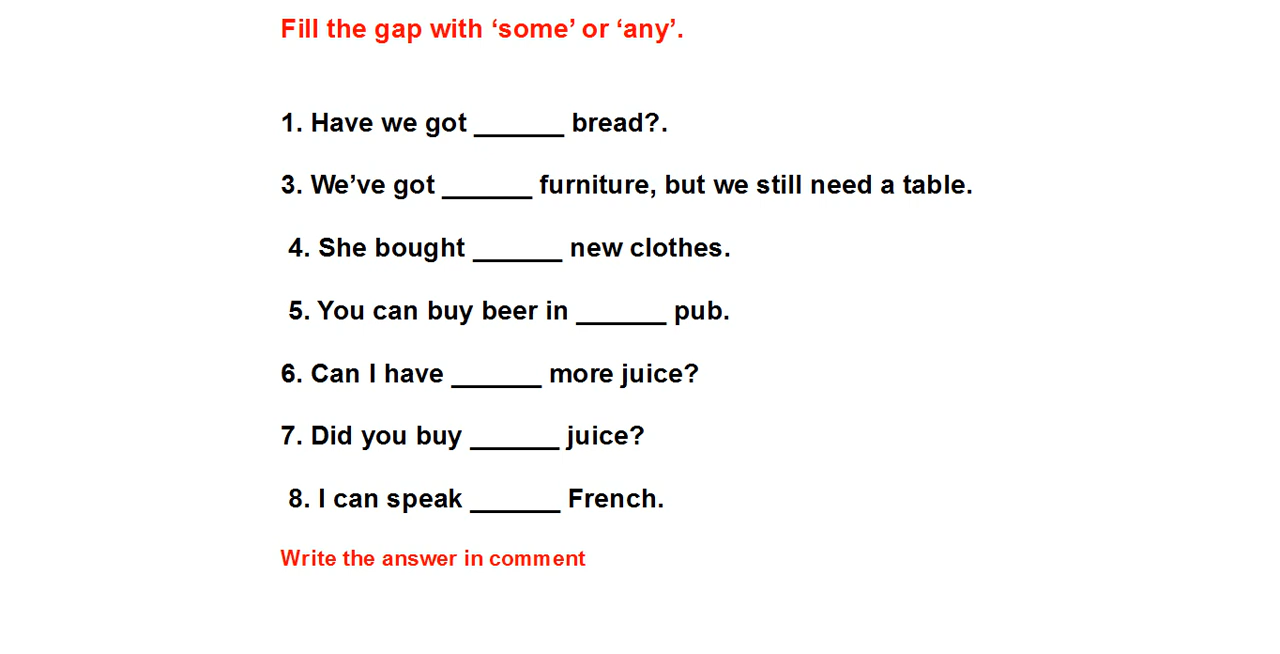 Fill the gap with ‘some’ or ‘any’.
1. Have we got ______ bread?.
3. We’ve got ______ furniture, but we still need a table.
4. She bought ______ new clothes.
5. You can buy beer in ______ pub.
6. Can I have ______ more juice?
7. Did you buy ______ juice?
8. I can speak ______ French.
Write the answer in comment